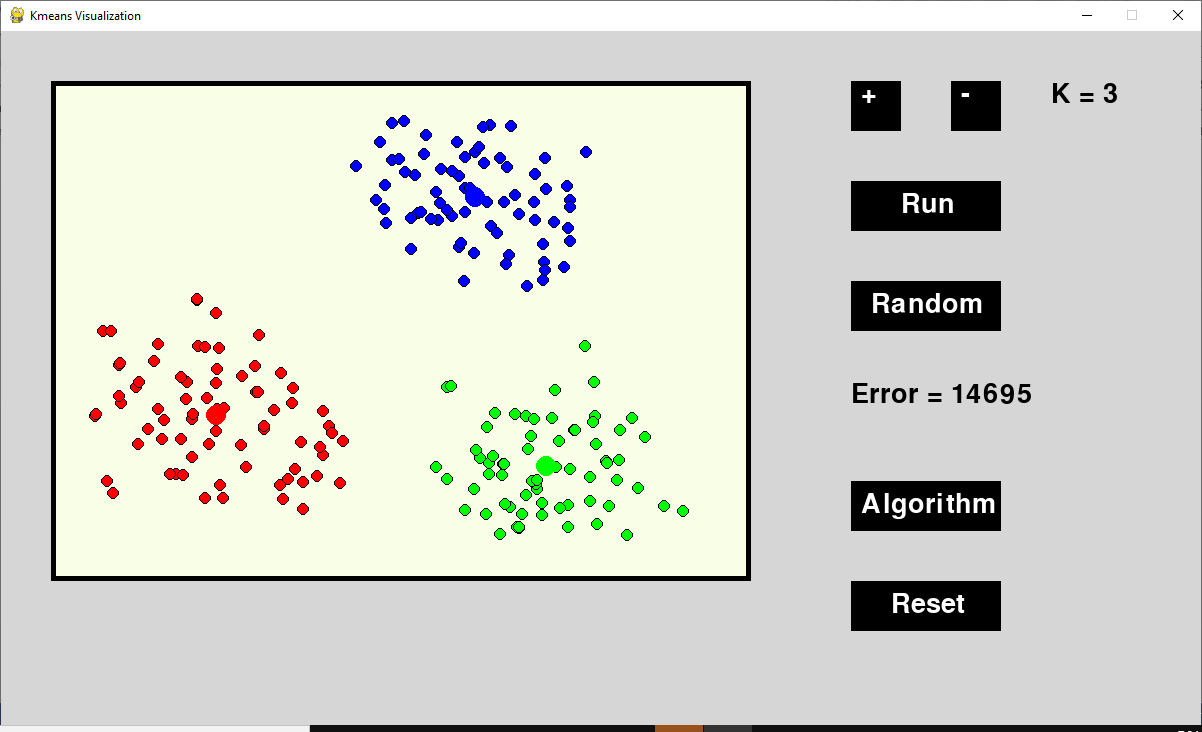 Kmeans Visualization
+
-
K = 3
Run
Random
Error = 14695
Algorithm
Reset